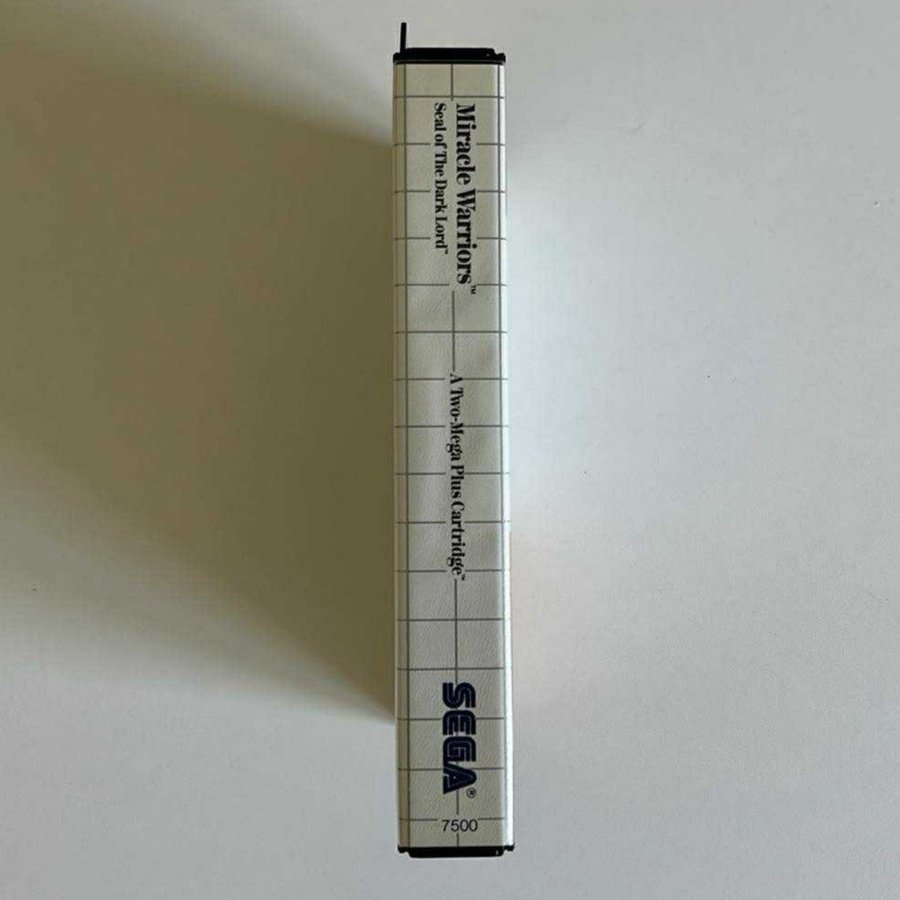 Miracle Warriors™
Seal of The Dark Lord™
A Two-Mega Plus Cartridge™
SEGA®
7500